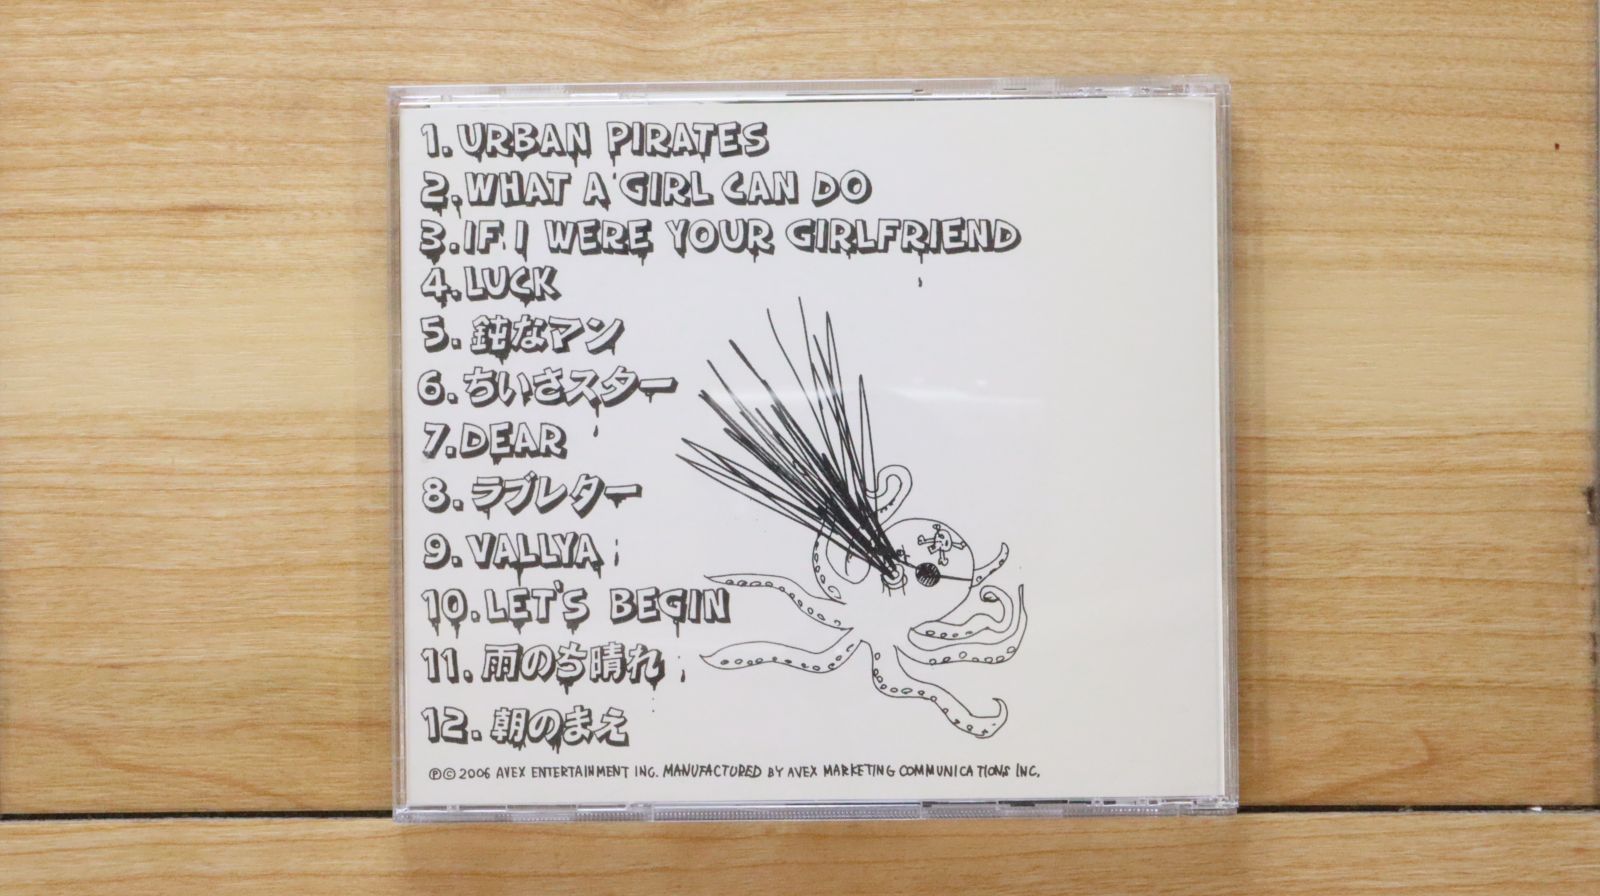 1. URBAN PIRATES
2. WHAT A GIRL CAN DO
3. IF I WERE YOUR GIRLFRIEND
4. LUCK
5. 鈍なマン
6. ちいさスター
7. DEAR
8. ラブレター
9. VALLYA
10. LET'S BEGIN
11. 雨のち晴れ
12. 朝のまえ
℗© 2006 AVEX ENTERTAINMENT INC. MANUFACTURED BY AVEX MARKETING COMMUNICATIONS INC.